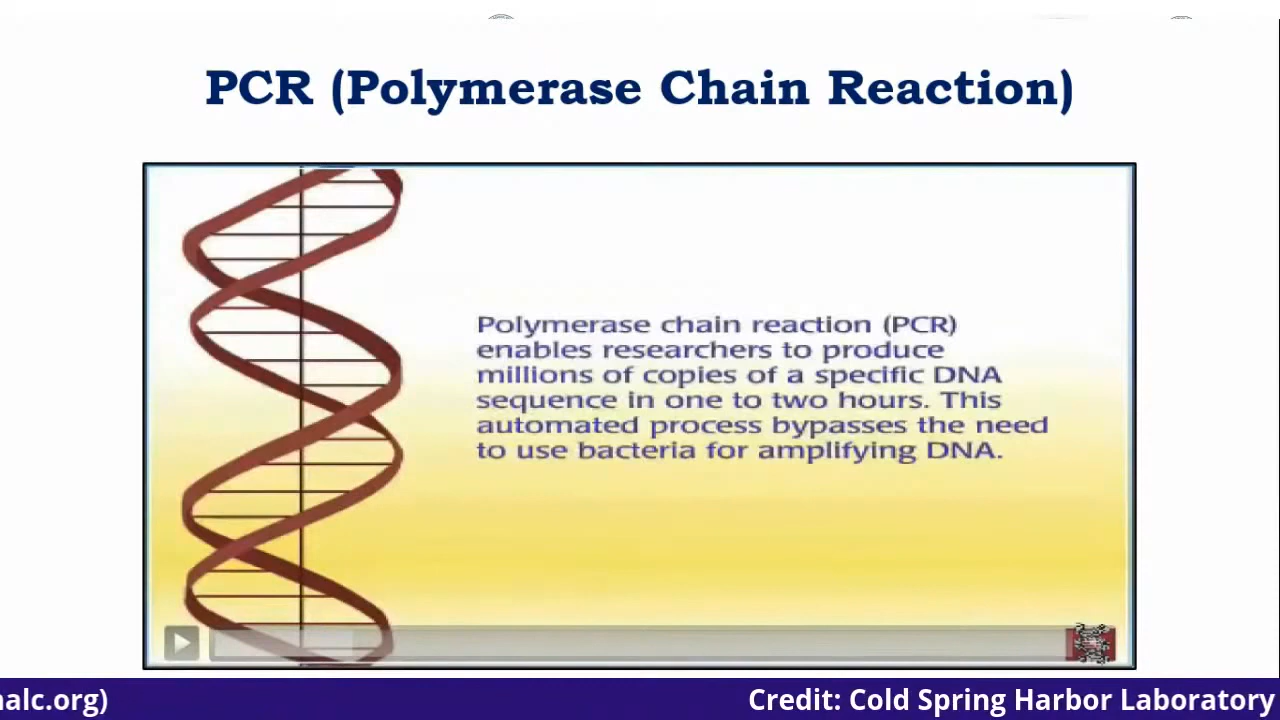 PCR (Polymerase Chain Reaction)
Polymerase chain reaction (PCR)
enables researchers to produce
millions of copies of a specific DNA
sequence in one to two hours. This
automated process bypasses the need
to use bacteria for amplifying DNA.
alc.org) Credit: Cold Spring Harbor Laboratory